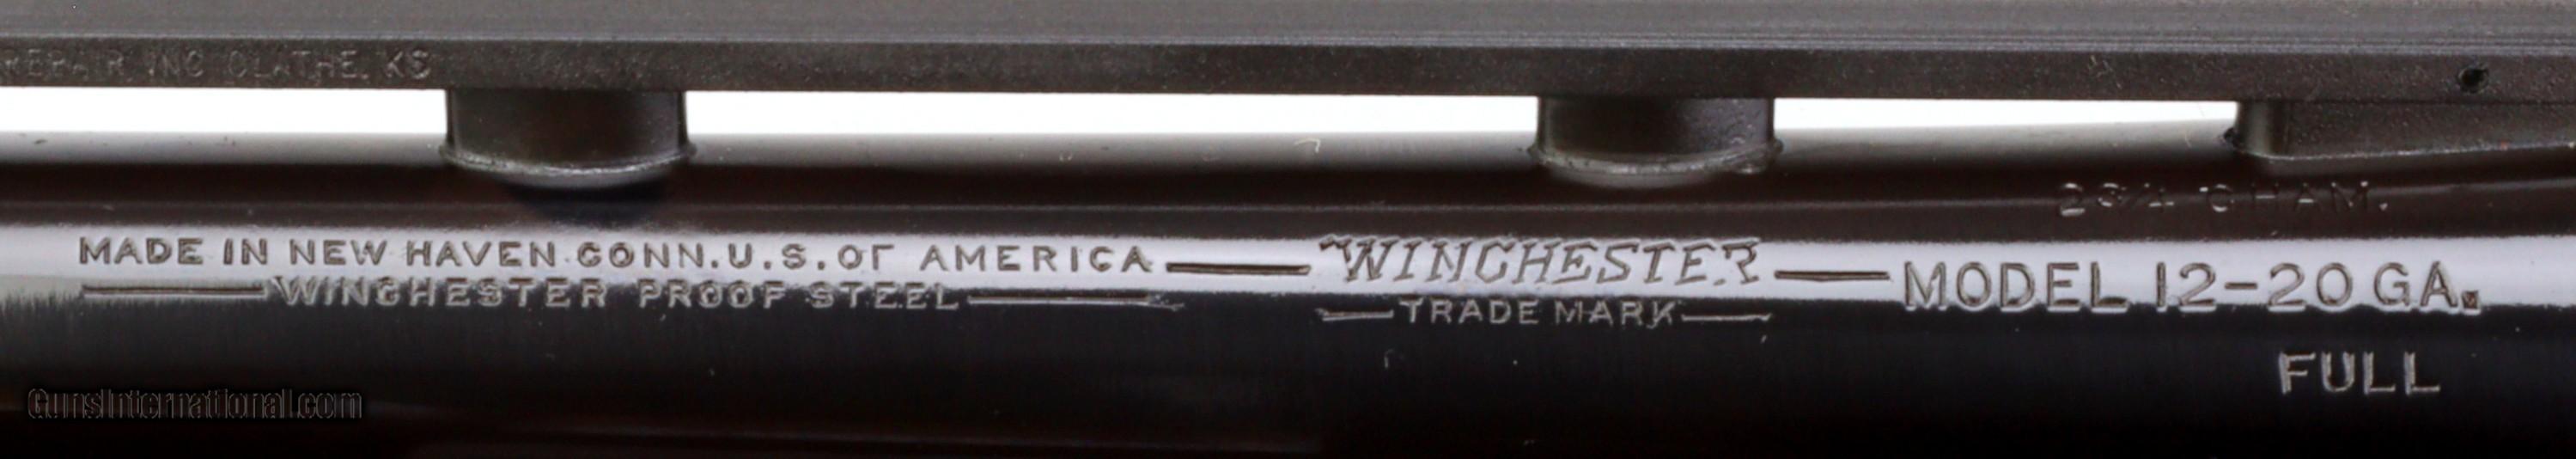 REPAIR INC OLATHE, KS
2 3/4 CHAM.
MADE IN NEW HAVEN. CONN. U.S. OF AMERICA — WINCHESTER — MODEL 12-20 GA.
WINCHESTER PROOF STEEL — TRADE MARK
FULL
GunsInternational.com